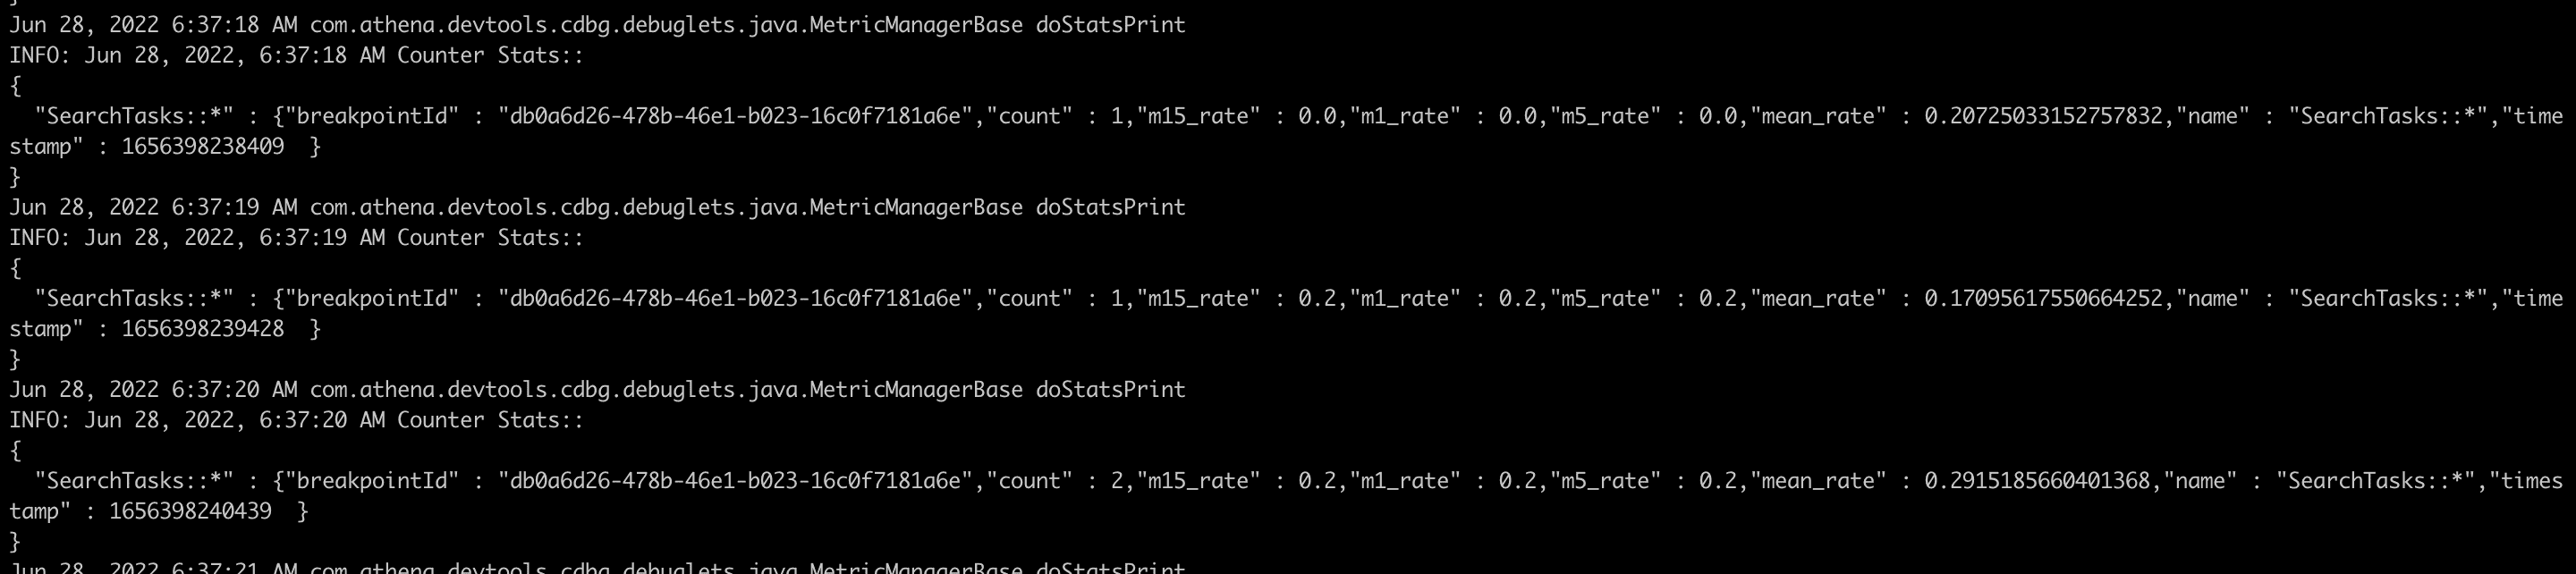 }
Jun 28, 2022 6:37:18 AM com.athena.devtools.cdbg.debuglets.java.MetricManagerBase doStatsPrint
INFO: Jun 28, 2022, 6:37:18 AM Counter Stats::
{
  "SearchTasks::*" : {"breakpointId" : "db0a6d26-478b-46e1-b023-16c0f7181a6e","count" : 1,"m15_rate" : 0.0,"m1_rate" : 0.0,"m5_rate" : 0.0,"mean_rate" : 0.20725033152757832,"name" : "SearchTasks::*","time
stamp" : 1656398238409  }
}
Jun 28, 2022 6:37:19 AM com.athena.devtools.cdbg.debuglets.java.MetricManagerBase doStatsPrint
INFO: Jun 28, 2022, 6:37:19 AM Counter Stats::
{
  "SearchTasks::*" : {"breakpointId" : "db0a6d26-478b-46e1-b023-16c0f7181a6e","count" : 1,"m15_rate" : 0.2,"m1_rate" : 0.2,"m5_rate" : 0.2,"mean_rate" : 0.17095617550664252,"name" : "SearchTasks::*","time
stamp" : 1656398239428  }
}
Jun 28, 2022 6:37:20 AM com.athena.devtools.cdbg.debuglets.java.MetricManagerBase doStatsPrint
INFO: Jun 28, 2022, 6:37:20 AM Counter Stats::
{
  "SearchTasks::*" : {"breakpointId" : "db0a6d26-478b-46e1-b023-16c0f7181a6e","count" : 2,"m15_rate" : 0.2,"m1_rate" : 0.2,"m5_rate" : 0.2,"mean_rate" : 0.2915185660401368,"name" : "SearchTasks::*","times
tamp" : 1656398240439  }
}
Jun 28, 2022 6:37:21 AM com.athena.devtools.cdbg.debuglets.java.MetricManagerBase doStatsPrint